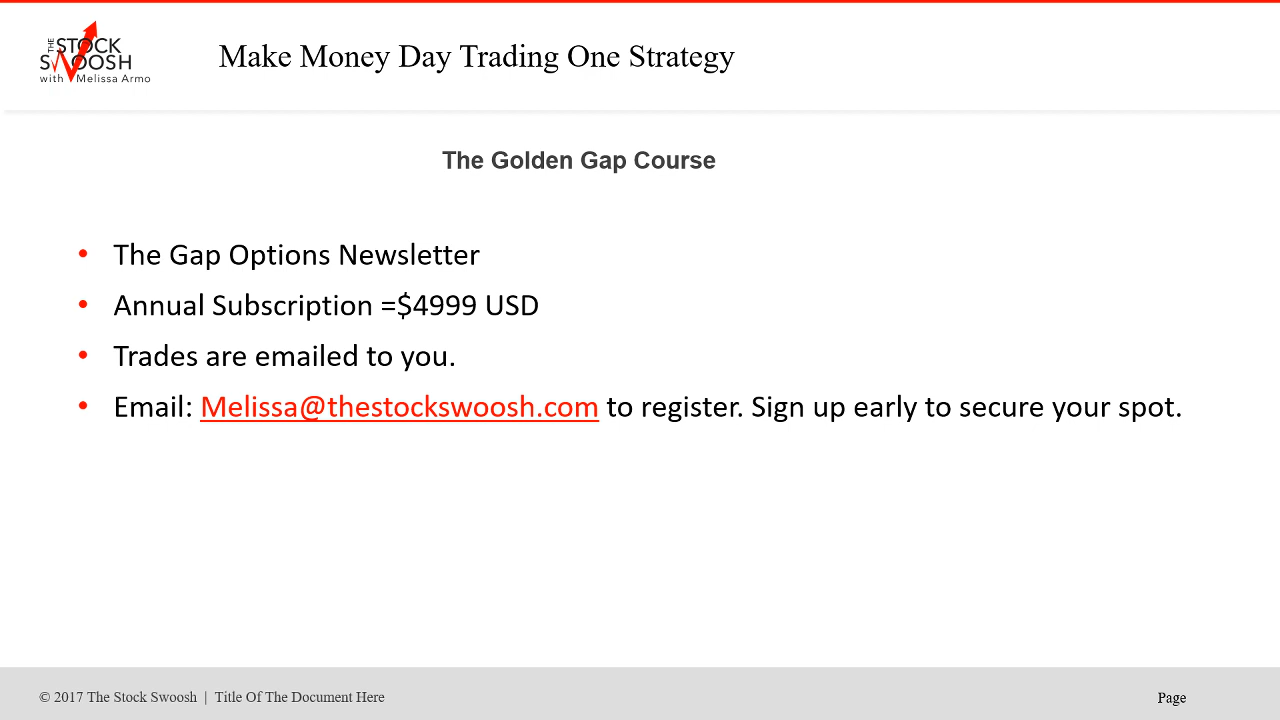 THE STOCK
SWOOSH
with Melissa Armo
Make Money Day Trading One Strategy
The Golden Gap Course
• The Gap Options Newsletter
• Annual Subscription =$4999 USD
• Trades are emailed to you.
• Email: Melissa@thestockswoosh.com to register. Sign up early to secure your spot.
© 2017 The Stock Swoosh | Title Of The Document Here
Page